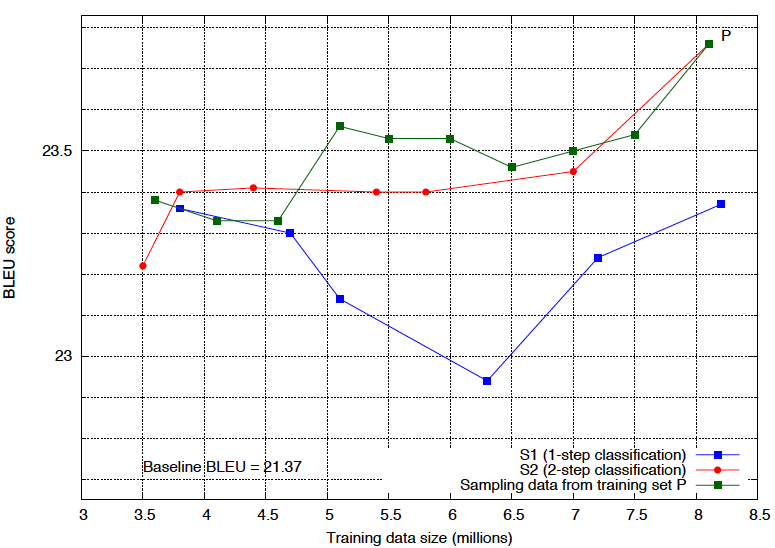 P
23.5
BLEU score
23
Baseline BLEU = 21.37
S1 (1-step classification)
S2 (2-step classification)
Sampling data from training set P
3 3.5 4 4.5 5 5.5 6 6.5 7 7.5 8 8.5
Training data size (millions)